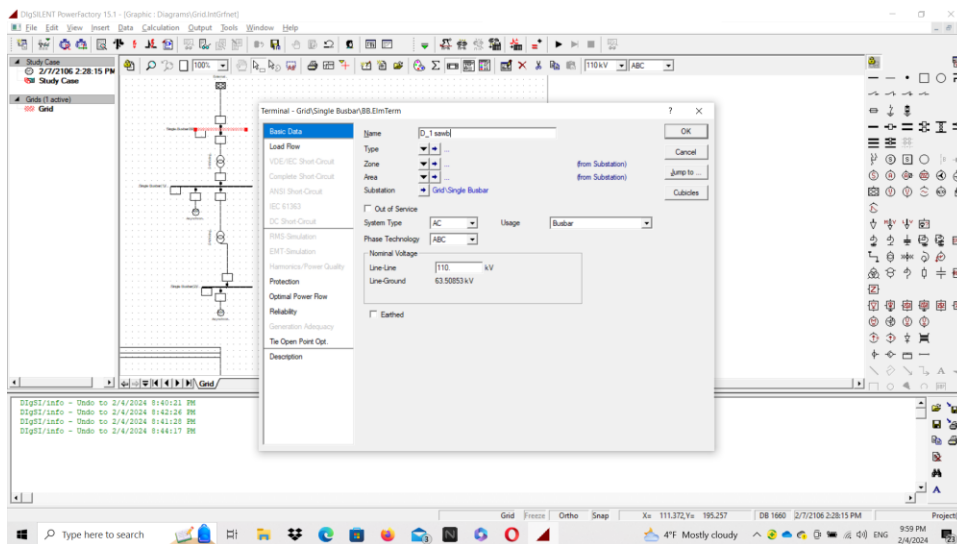 DIgSILENT PowerFactory 15.1 - [Graphic : Diagrams\Grid.IntGrfnet]
File Edit View Insert Data Calculation Output Tools Window Help
Study Case
2/7/2106 2:28:15 PM
Study Case
Grids (1 active)
Grid
100%
110 kV
ABC
Terminal - Grid\Single Busbar\BB.ElmTerm
? ×
Basic Data
Load Flow
VDE/IEC Short-Circuit
Complete Short-Circuit
ANSI Short-Circuit
IEC 61363
DC Short-Circuit
RMS-Simulation
EMT-Simulation
Harmonics/Power Quality
Protection
Optimal Power Flow
Reliability
Generation Adequacy
Tie Open Point Opt.
Description
Name D_1 sawb
Type ...
Zone ... (from Substation)
Area ... (from Substation)
Substation Grid\Single Busbar
Out of Service
System Type AC Usage Busbar
Phase Technology ABC
Nominal Voltage
Line-Line 110. kV
Line-Ground 63.50853 kV
Earthed
OK
Cancel
Jump to ...
Cubicles
Grid
DIgSI/info - Undo to 2/4/2024 8:40:21 PM
DIgSI/info - Undo to 2/4/2024 8:42:26 PM
DIgSI/info - Undo to 2/4/2024 8:41:28 PM
DIgSI/info - Undo to 2/4/2024 8:44:17 PM
Grid Freeze Ortho Snap X= 111.372,Y= 195.257 DB 1660 2/7/2106 2:28:15 PM Project
Type here to search
4°F Mostly cloudy
ENG
9:59 PM
2/4/2024
23